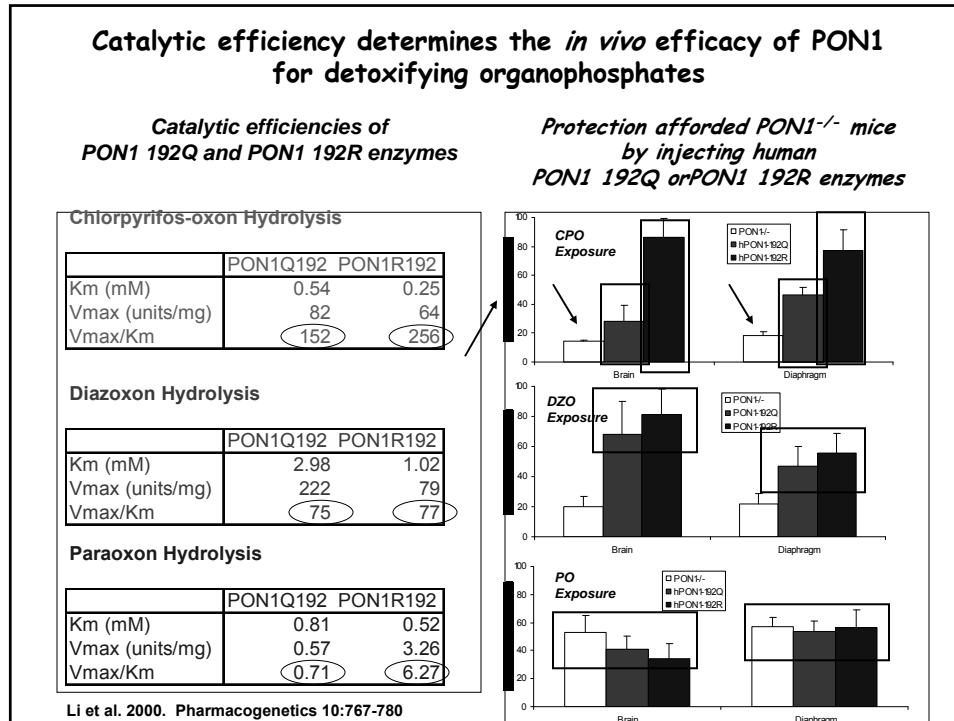 Catalytic efficiency determines the in vivo efficacy of PON1
for detoxifying organophosphates
Catalytic efficiencies of
PON1 192Q and PON1 192R enzymes
Protection afforded PON1-/- mice
by injecting human
PON1 192Q orPON1 192R enzymes
Chlorpyrifos-oxon Hydrolysis
PON1Q192 PON1R192
Km (mM) 0.54 0.25
Vmax (units/mg) 82 64
Vmax/Km 152 256
Diazoxon Hydrolysis
PON1Q192 PON1R192
Km (mM) 2.98 1.02
Vmax (units/mg) 222 79
Vmax/Km 75 77
Paraoxon Hydrolysis
PON1Q192 PON1R192
Km (mM) 0.81 0.52
Vmax (units/mg) 0.57 3.26
Vmax/Km 0.71 6.27
Li et al. 2000. Pharmacogenetics 10:767-780
100
80
60
40
20
0
CPO
Exposure
PON1-/-
hPON1-192Q
hPON1-192R
Brain Diaphragm
100
80
60
40
20
0
DZO
Exposure
PON1-/-
PON1-192Q
PON1-192R
Brain Diaphragm
100
80
60
40
20
0
PO
Exposure
PON1-/-
hPON1-192Q
hPON1-192R
Brain Diaphragm